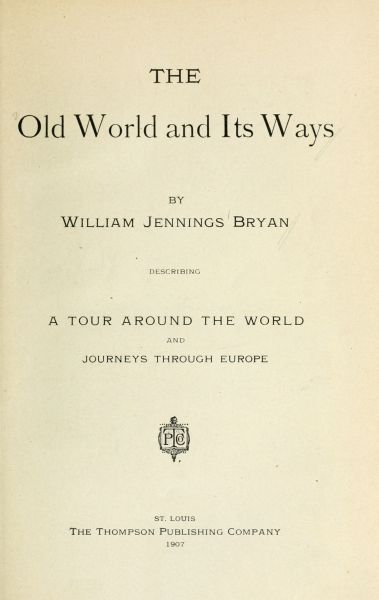 THE
Old World and Its Ways
BY
WILLIAM JENNINGS BRYAN
DESCRIBING
A TOUR AROUND THE WORLD
AND
JOURNEYS THROUGH EUROPE
TPCo
ST. LOUIS
THE THOMPSON PUBLISHING COMPANY
1907